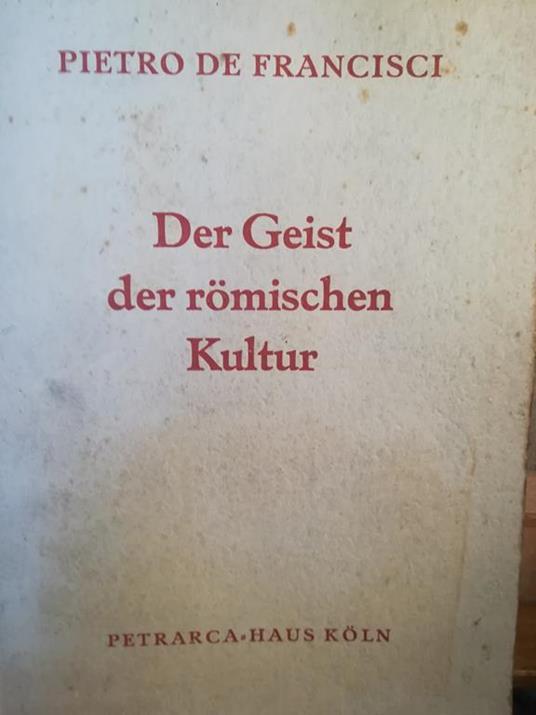 PIETRO DE FRANCISCI
Der Geist
der römischen
Kultur
PETRARCA-HAUS KÖLN